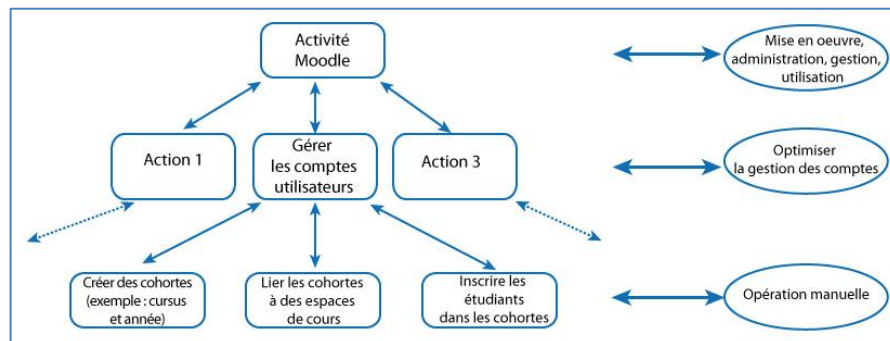 Activité
Moodle
Mise en oeuvre,
administration, gestion,
utilisation
Action 1
Gérer
les comptes
utilisateurs
Action 3
Optimiser
la gestion des comptes
Créer des cohortes
(exemple : cursus
et année)
Lier les cohortes
à des espaces
de cours
Inscrire les
étudiants
dans les cohortes
Opération manuelle